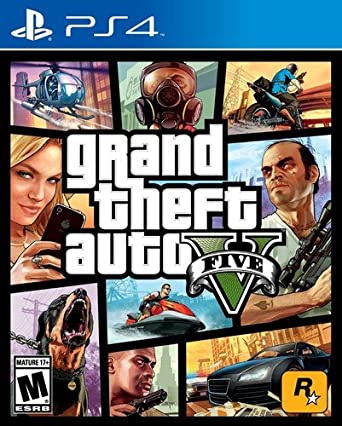 PS4
grand
theft
auto
V
FIVE
MATURE 17+
M
ESRB
R